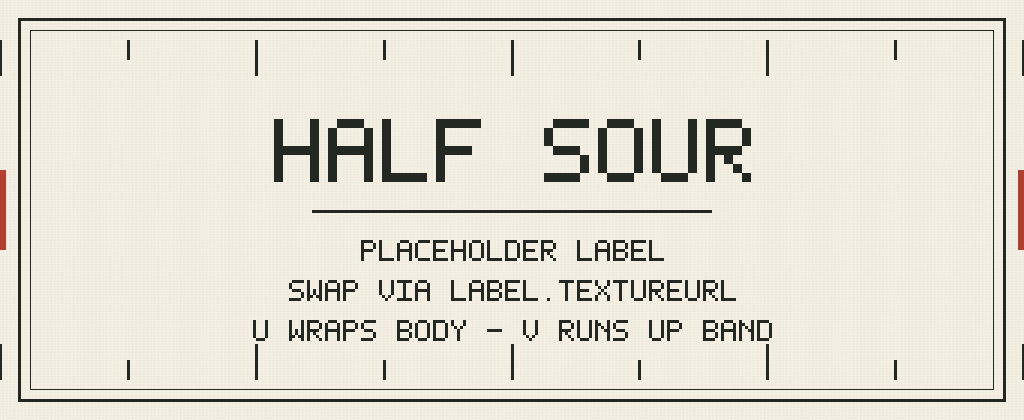 HALF SOUR
PLACEHOLDER LABEL
SWAP VIA LABEL.TEXTUREURL
U WRAPS BODY – V RUNS UP BAND